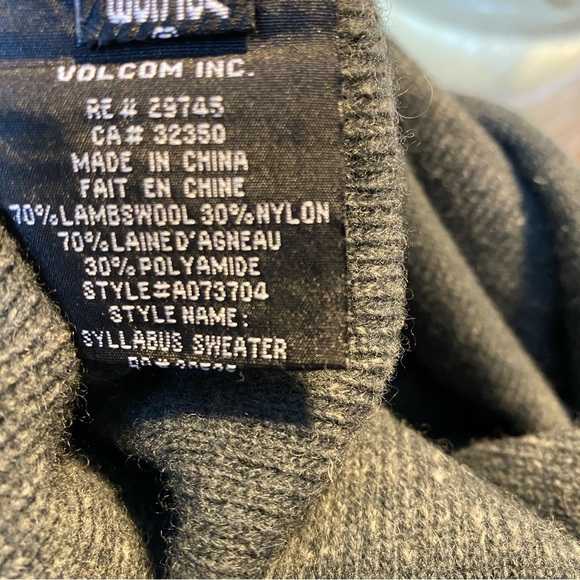 VOLCOM INC.
RE# 29745
CA# 32350
MADE IN CHINA
FAIT EN CHINE
70%LAMBSWOOL 30%NYLON
70%LAINE D'AGNEAU
30% POLYAMIDE
STYLE#A073704
STYLE NAME:
SYLLABUS SWEATER